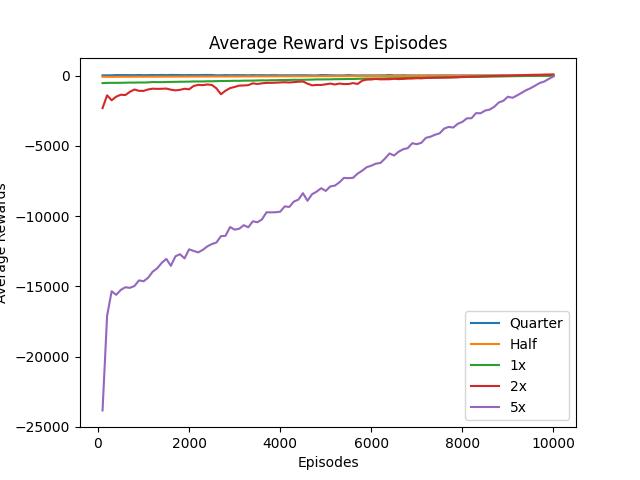 Average Reward vs Episodes
Average Rewards
0
−5000
−10000
−15000
−20000
−25000
0
2000
4000
6000
8000
10000
Episodes
Quarter
Half
1x
2x
5x